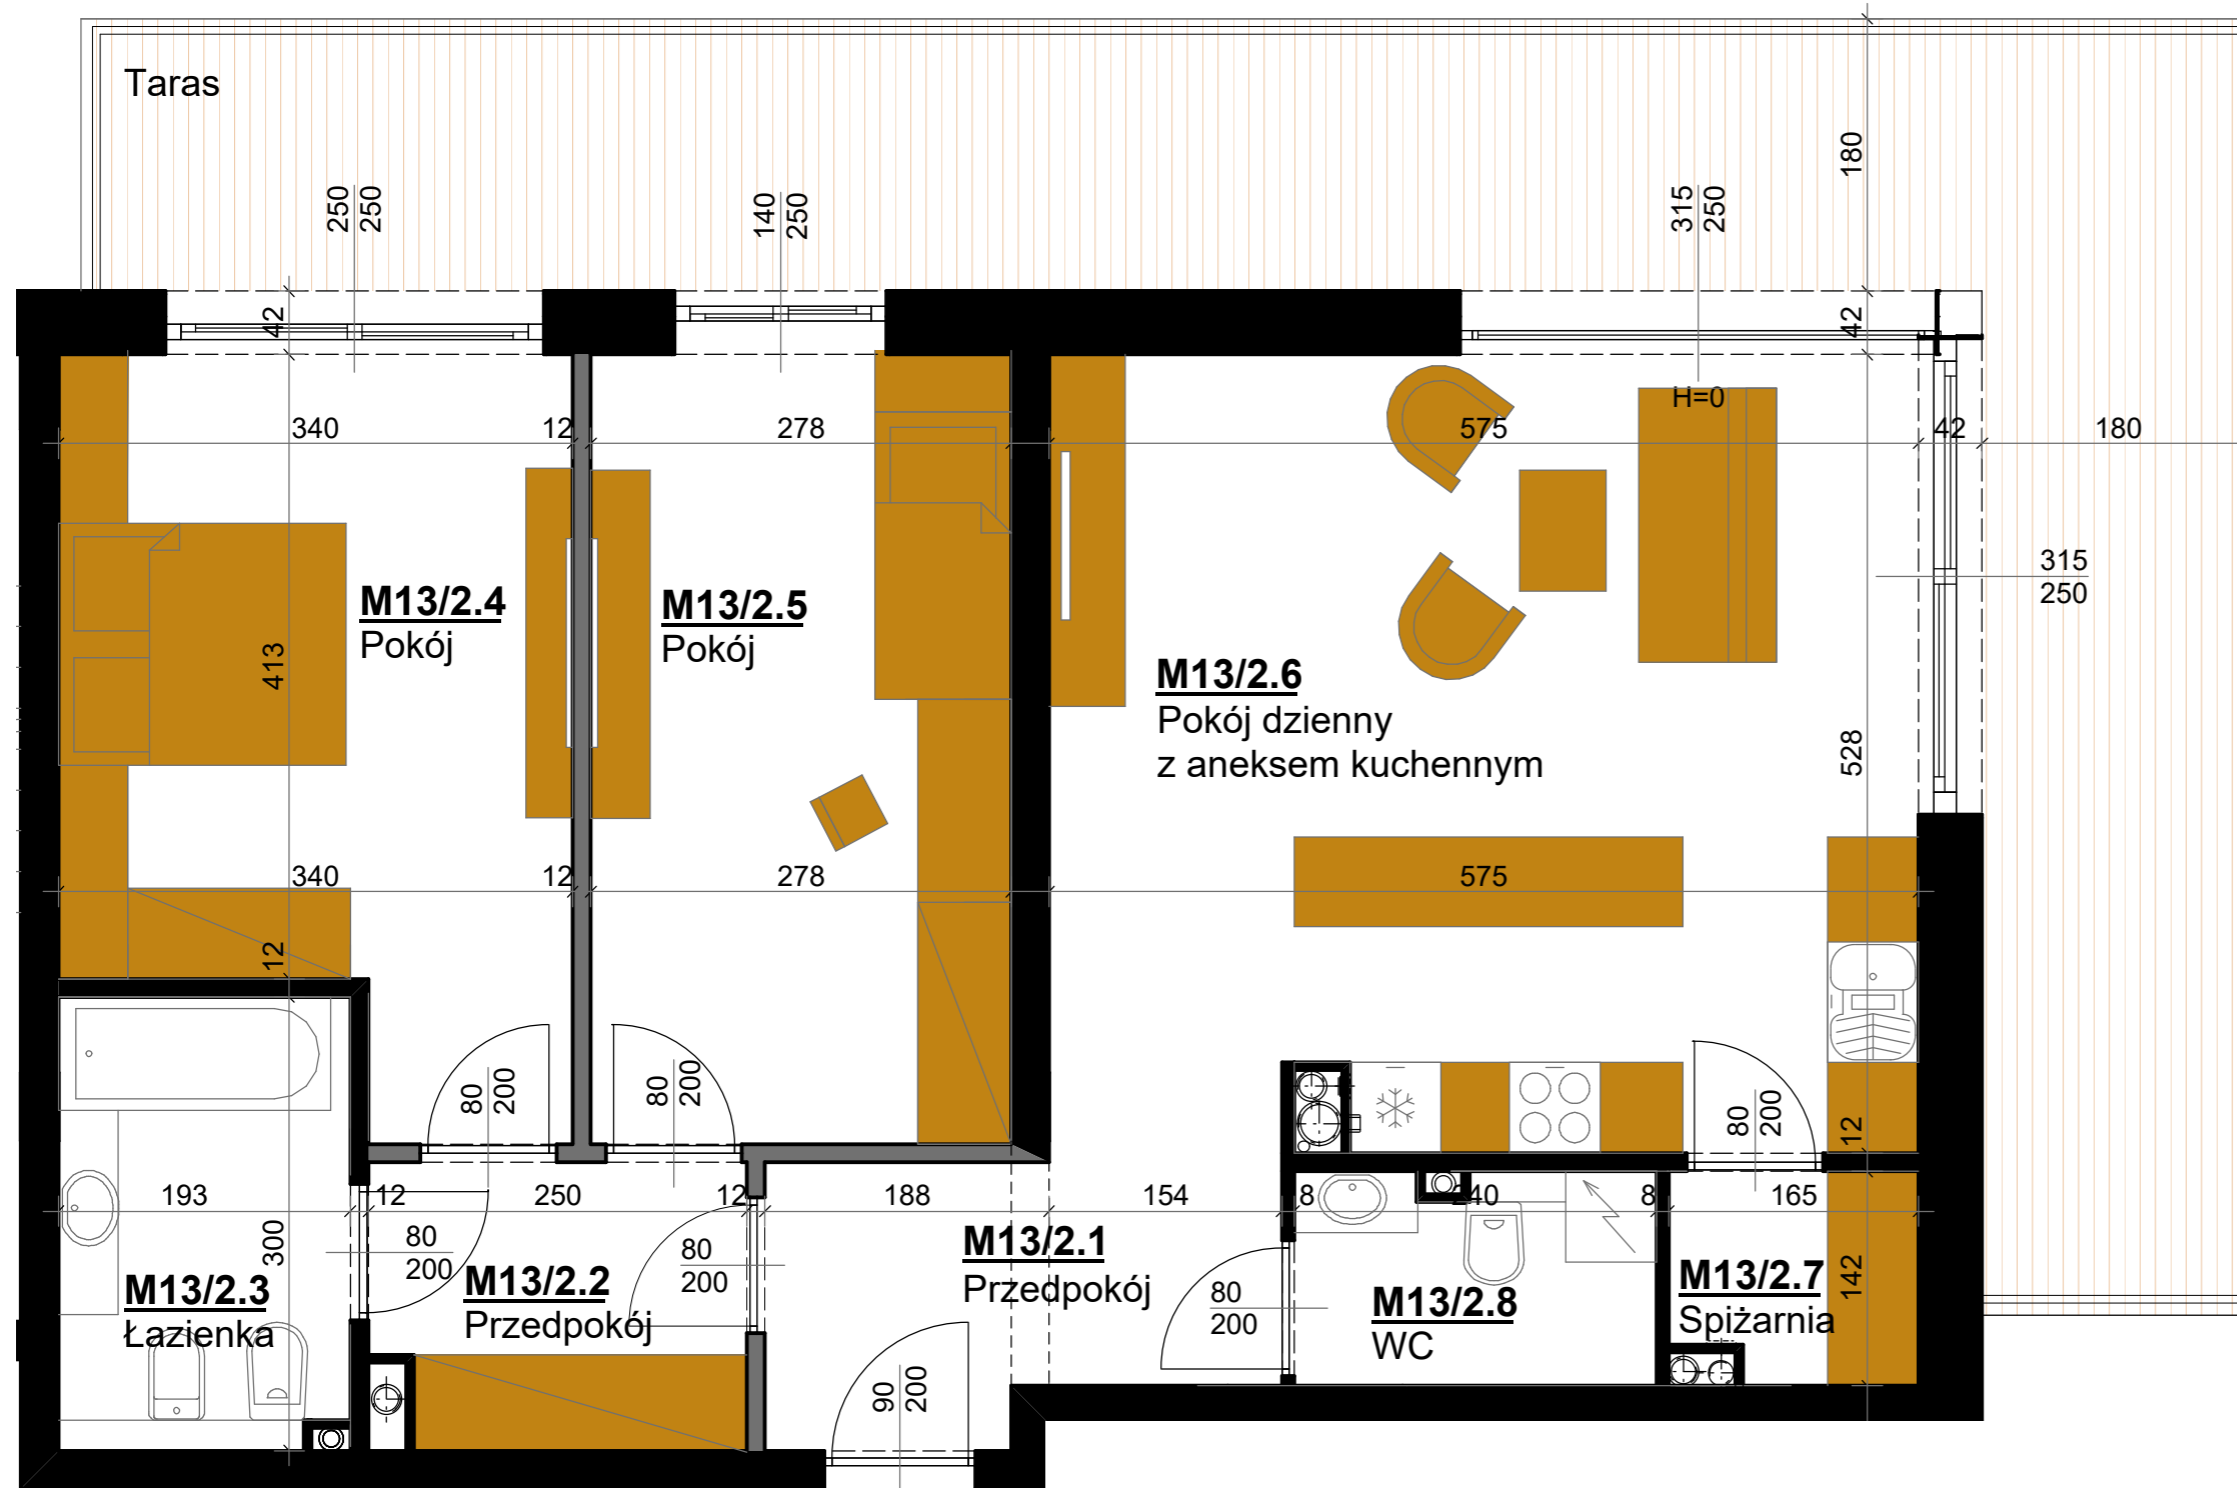 Taras
180
250
250
140
250
315
250
42
42
H=0
340
12
278
575
42
180
315
250
M13/2.4
Pokój
M13/2.5
Pokój
413
M13/2.6
Pokój dzienny
z aneksem kuchennym
528
340
12
278
575
12
80
200
80
200
80
200
12
193
12
250
12
188
154
8
240
8
165
300
80
200
80
200
M13/2.1
Przedpokój
80
200
M13/2.3
Łazienka
M13/2.2
Przedpokój
M13/2.8
WC
M13/2.7
Spiżarnia
142
90
200